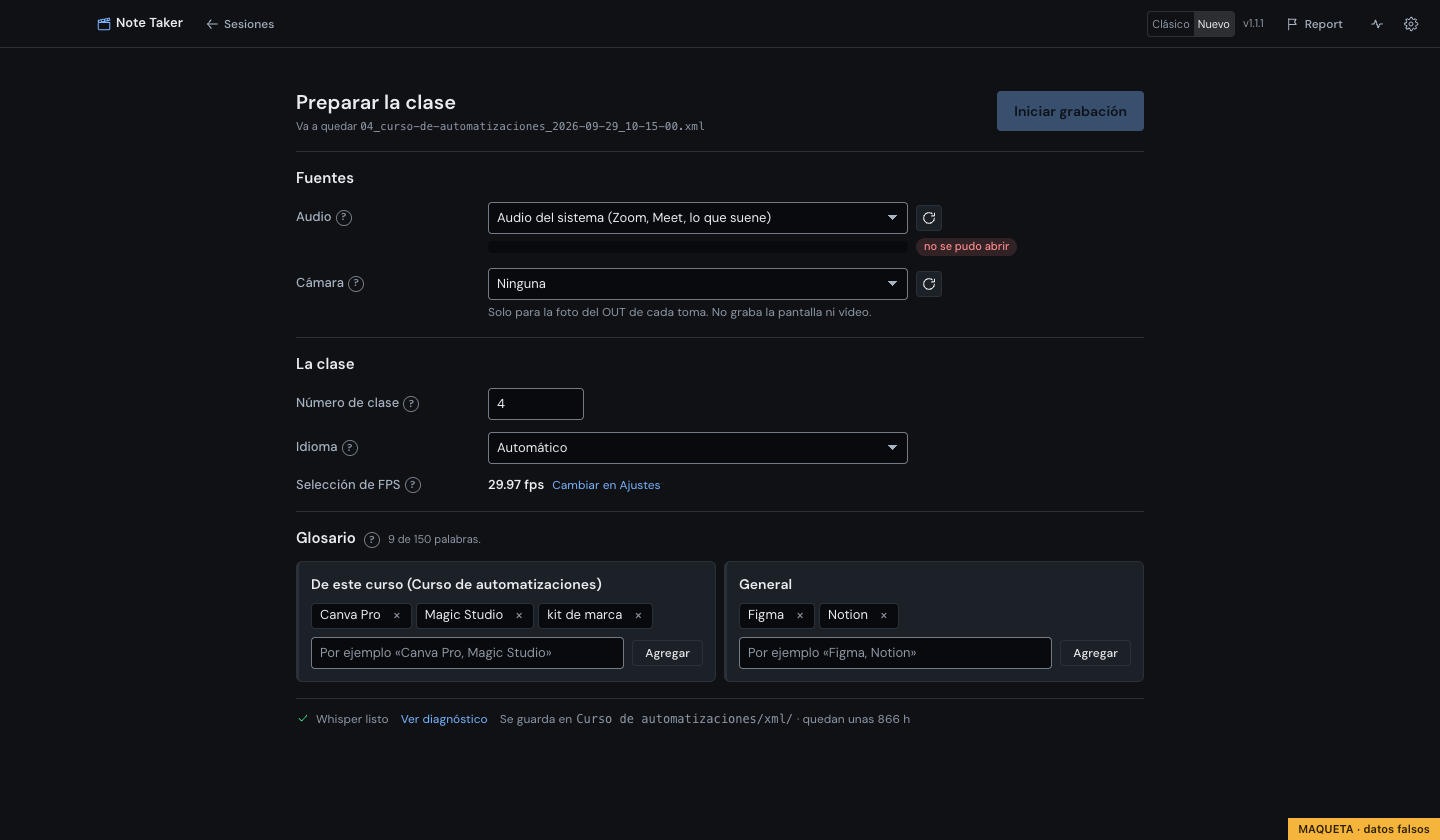 Note Taker
Sesiones
Clásico Nuevo v1.1.1 Report
Preparar la clase
Va a quedar 04_curso-de-automatizaciones_2026-09-29_10-15-00.xml
Iniciar grabación
Fuentes
Audio ?
Audio del sistema (Zoom, Meet, lo que suene)
no se pudo abrir
Cámara ?
Ninguna
Solo para la foto del OUT de cada toma. No graba la pantalla ni vídeo.
La clase
Número de clase ?
4
Idioma ?
Automático
Selección de FPS ?
29.97 fps Cambiar en Ajustes
Glosario ? 9 de 150 palabras.
De este curso (Curso de automatizaciones)
Canva Pro × Magic Studio × kit de marca ×
Por ejemplo «Canva Pro, Magic Studio» Agregar
General
Figma × Notion ×
Por ejemplo «Figma, Notion» Agregar
Whisper listo Ver diagnóstico Se guarda en Curso de automatizaciones/xml/ · quedan unas 866 h
MAQUETA · datos falsos